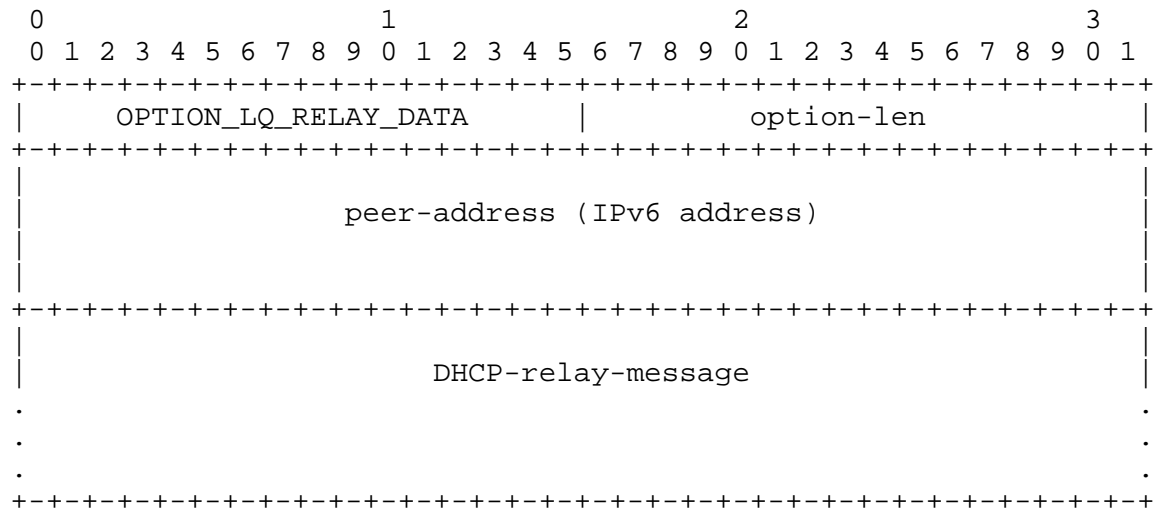 0                   1                   2                   3
 0 1 2 3 4 5 6 7 8 9 0 1 2 3 4 5 6 7 8 9 0 1 2 3 4 5 6 7 8 9 0 1
+-+-+-+-+-+-+-+-+-+-+-+-+-+-+-+-+-+-+-+-+-+-+-+-+-+-+-+-+-+-+-+-+
|     OPTION_LQ_RELAY_DATA      |         option-len            |
+-+-+-+-+-+-+-+-+-+-+-+-+-+-+-+-+-+-+-+-+-+-+-+-+-+-+-+-+-+-+-+-+
|                                                               |
|                  peer-address (IPv6 address)                  |
|                                                               |
|                                                               |
+-+-+-+-+-+-+-+-+-+-+-+-+-+-+-+-+-+-+-+-+-+-+-+-+-+-+-+-+-+-+-+-+
|                                                               |
|                       DHCP-relay-message                      |
.                                                               .
.                                                               .
.                                                               .
+-+-+-+-+-+-+-+-+-+-+-+-+-+-+-+-+-+-+-+-+-+-+-+-+-+-+-+-+-+-+-+-+